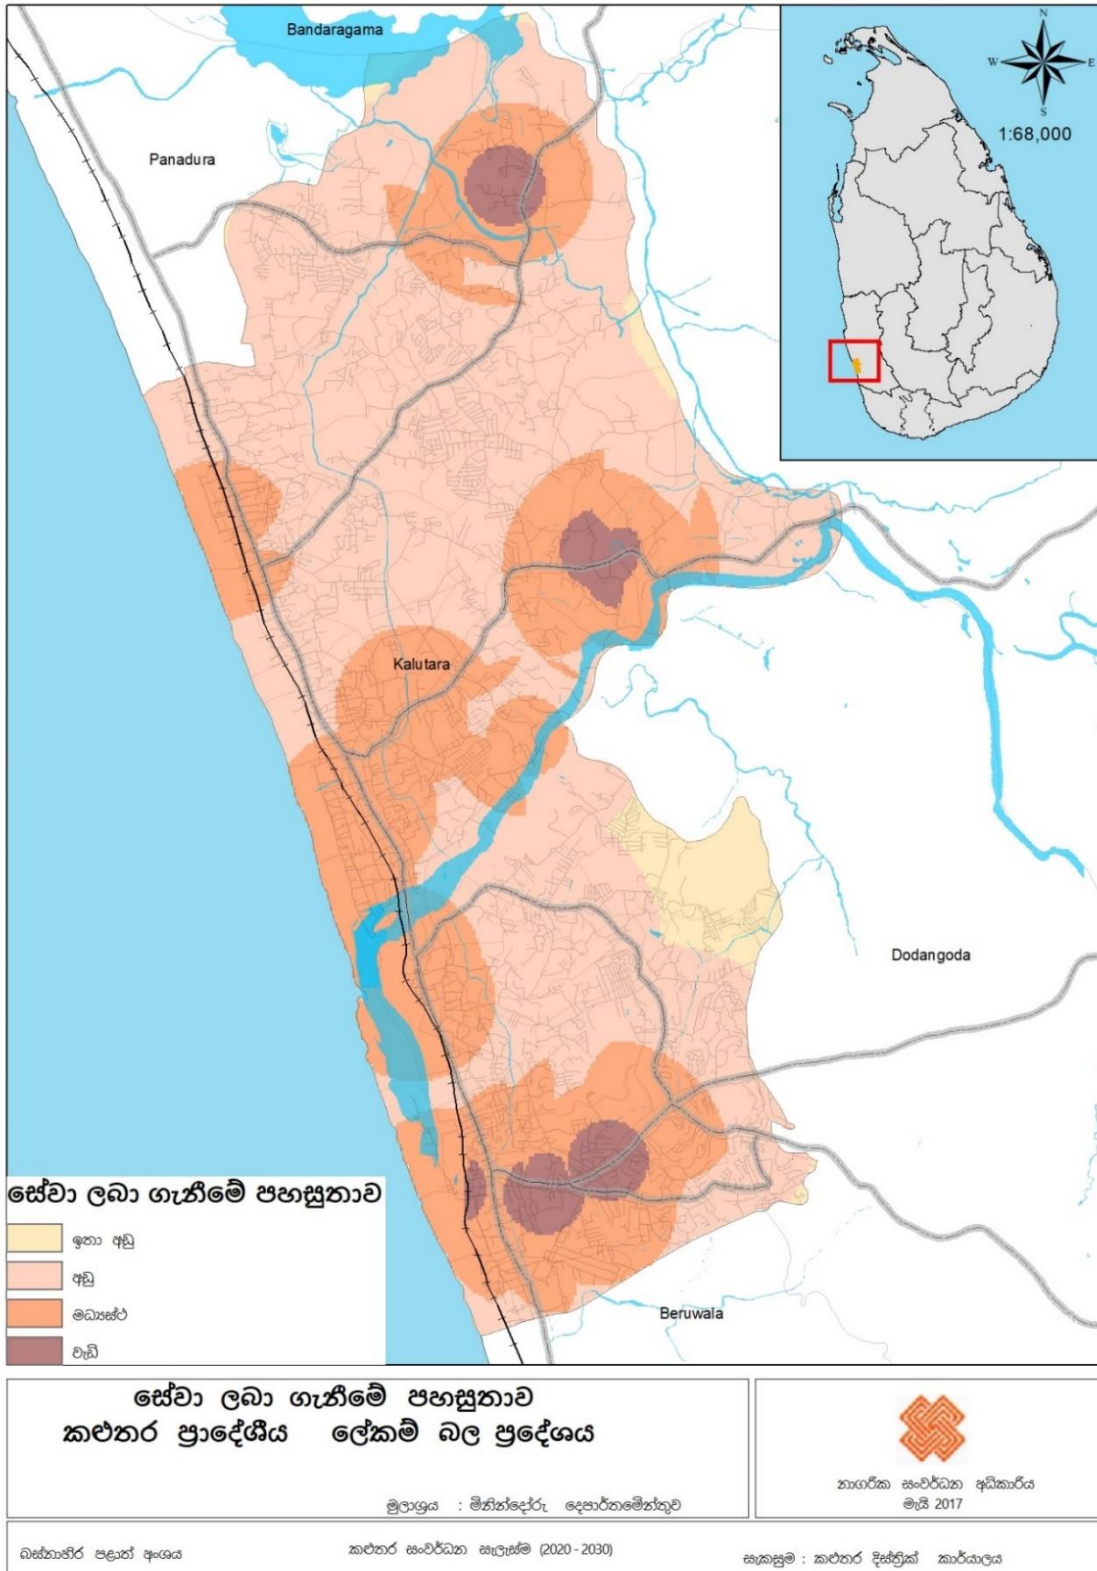 Bandaragama
N
W E
S
1:68,000
Panadura
Kalutara
Dodangoda
Beruwala
සේවා ලබා ගැනීමේ පහසුතාව
ඉතා අඩු
අඩු
මධ්‍යස්ථ
වැඩි
සේවා ලබා ගැනීමේ පහසුතාව
කළුතර ප්‍රාදේශීය ලේකම් බල ප්‍රදේශය
මුලාශ්‍රය : මිනින්දෝරු දෙපාර්තමේන්තුව
නාගරික සංවර්ධන අධිකාරිය
මැයි 2017
බස්නාහිර පළාත් අංශය
කළුතර සංවර්ධන සැලැස්ම (2020 - 2030)
සැකසුම : කළුතර දිස්ත්‍රික් කාර්යාලය